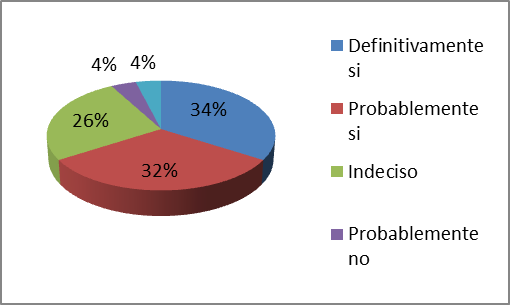 4% 4%
34%
26%
32%
Definitivamente
si
Probablemente
si
Indeciso
Probablemente
no